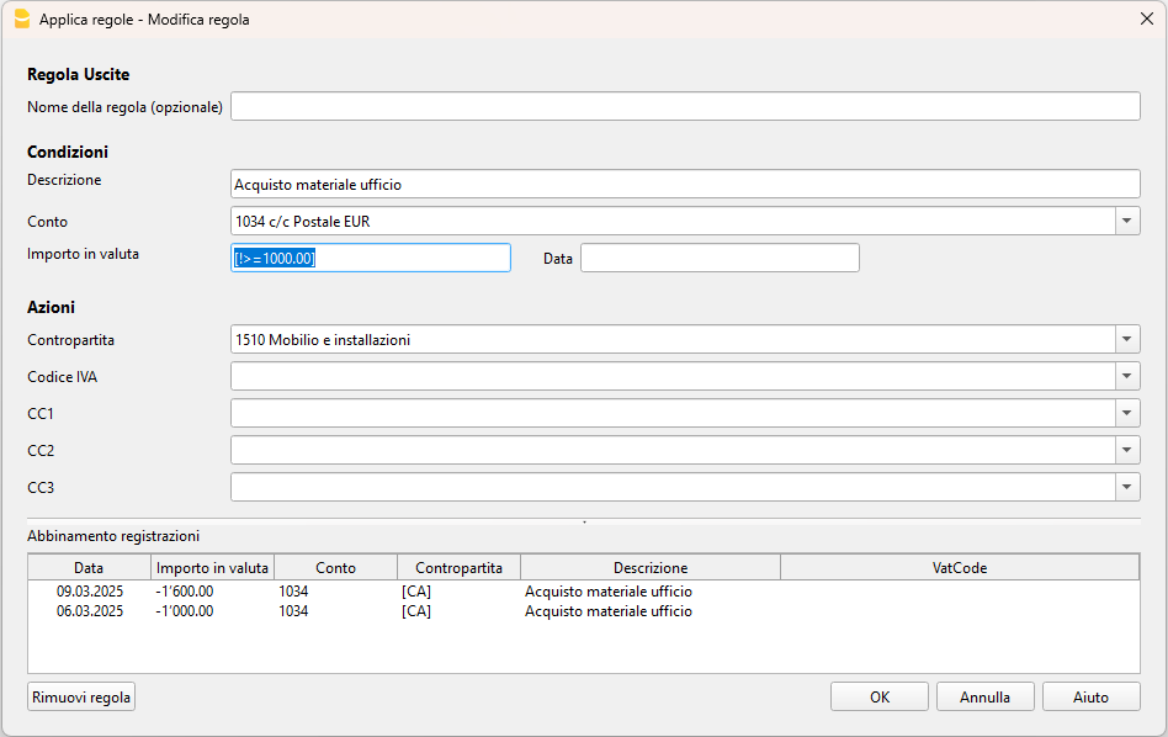 Applica regole - Modifica regola
Regola Uscite
Nome della regola (opzionale)
Condizioni
Descrizione Acquisto materiale ufficio
Conto 1034 c/c Postale EUR
Importo in valuta [!>=1000.00] Data
Azioni
Contropartita 1510 Mobilio e installazioni
Codice IVA
CC1
CC2
CC3
Abbinamento registrazioni
Data Importo in valuta Conto Contropartita Descrizione VatCode
09.03.2025 -1'600.00 1034 [CA] Acquisto materiale ufficio
06.03.2025 -1'000.00 1034 [CA] Acquisto materiale ufficio
Rimuovi regola OK Annulla Aiuto